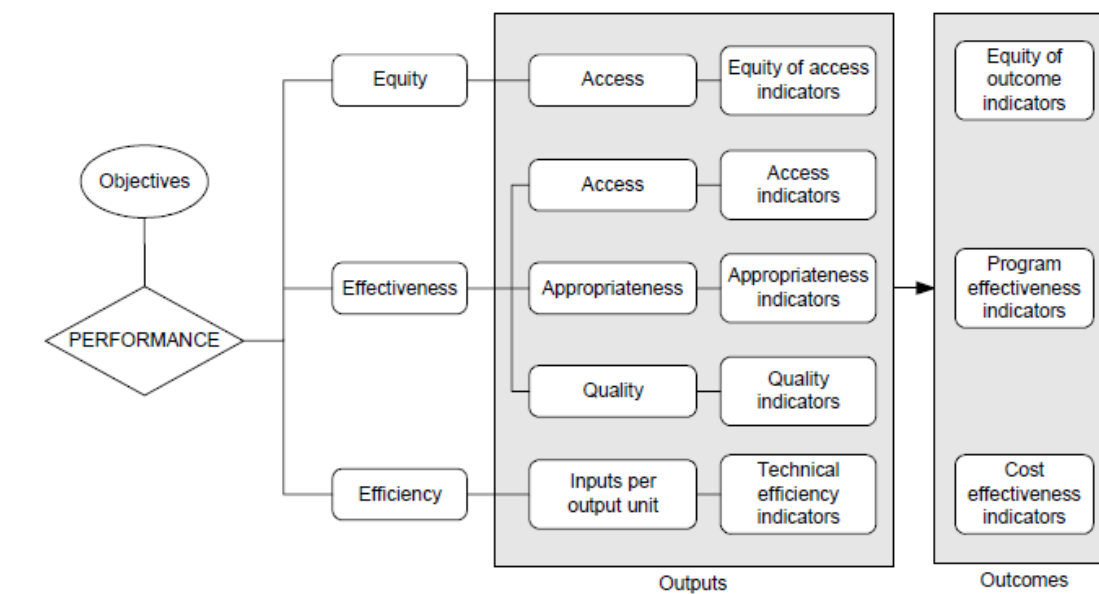 Objectives
PERFORMANCE
Equity
Effectiveness
Efficiency
Access
Equity of access
indicators
Access
Access
indicators
Appropriateness
Appropriateness
indicators
Quality
Quality
indicators
Inputs per
output unit
Technical
efficiency
indicators
Outputs
Equity of
outcome
indicators
Program
effectiveness
indicators
Cost
effectiveness
indicators
Outcomes